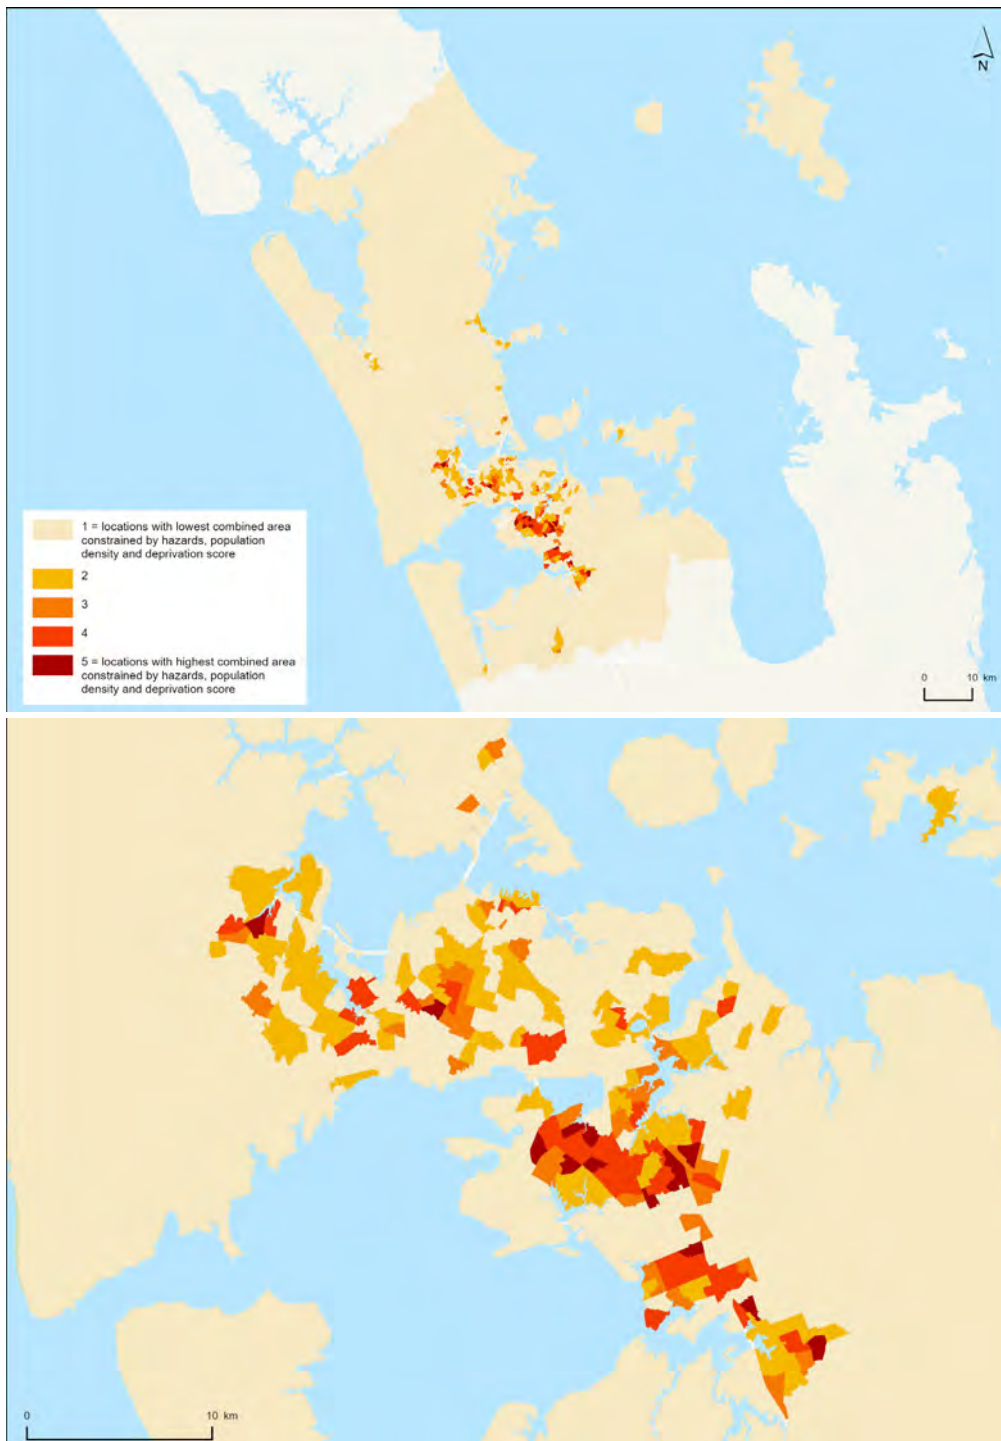 N
1 = locations with lowest combined area
constrained by hazards, population
density and deprivation score
2
3
4
5 = locations with highest combined area
constrained by hazards, population
density and deprivation score
0 10 km
0 10 km